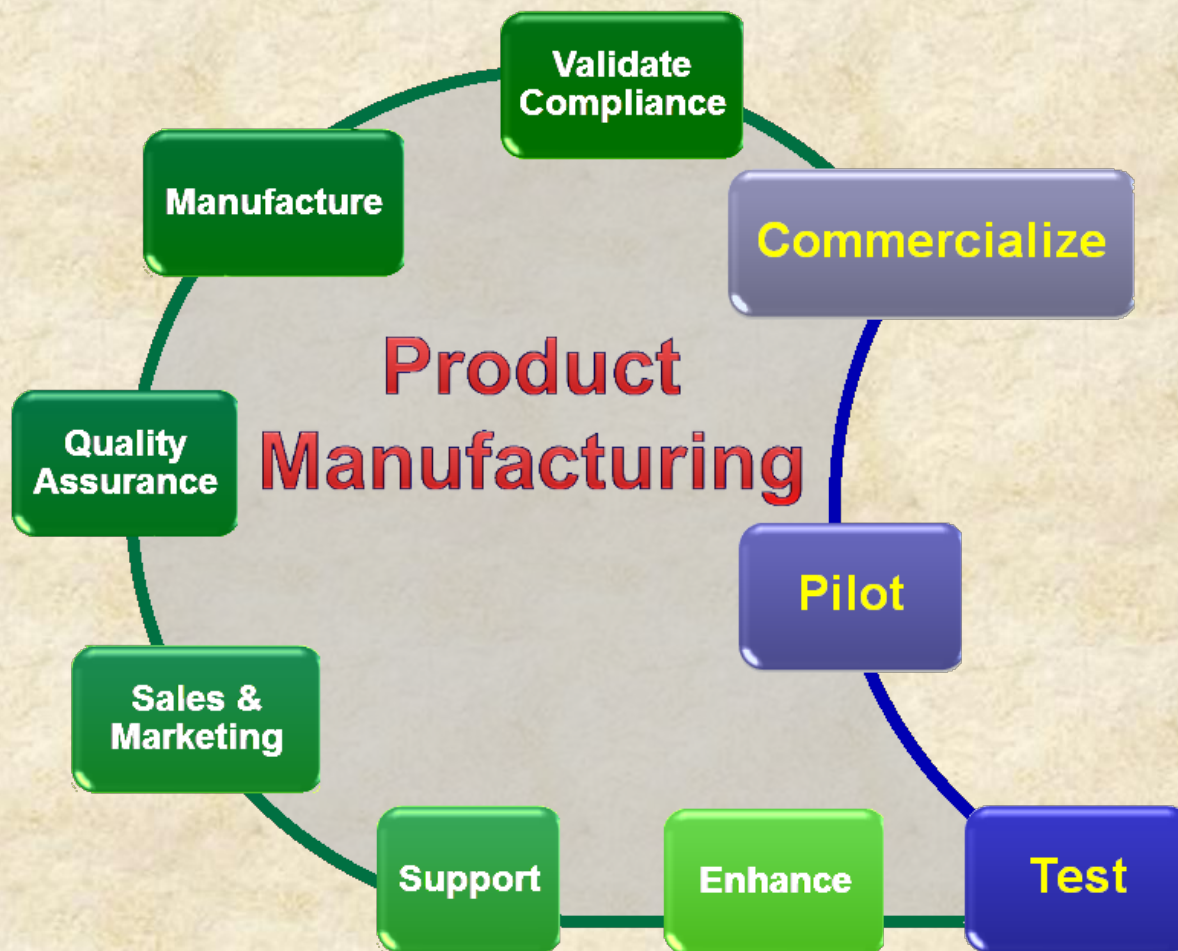 Validate
Compliance
Manufacture
Commercialize
Product
Manufacturing
Quality
Assurance
Pilot
Sales &
Marketing
Support
Enhance
Test